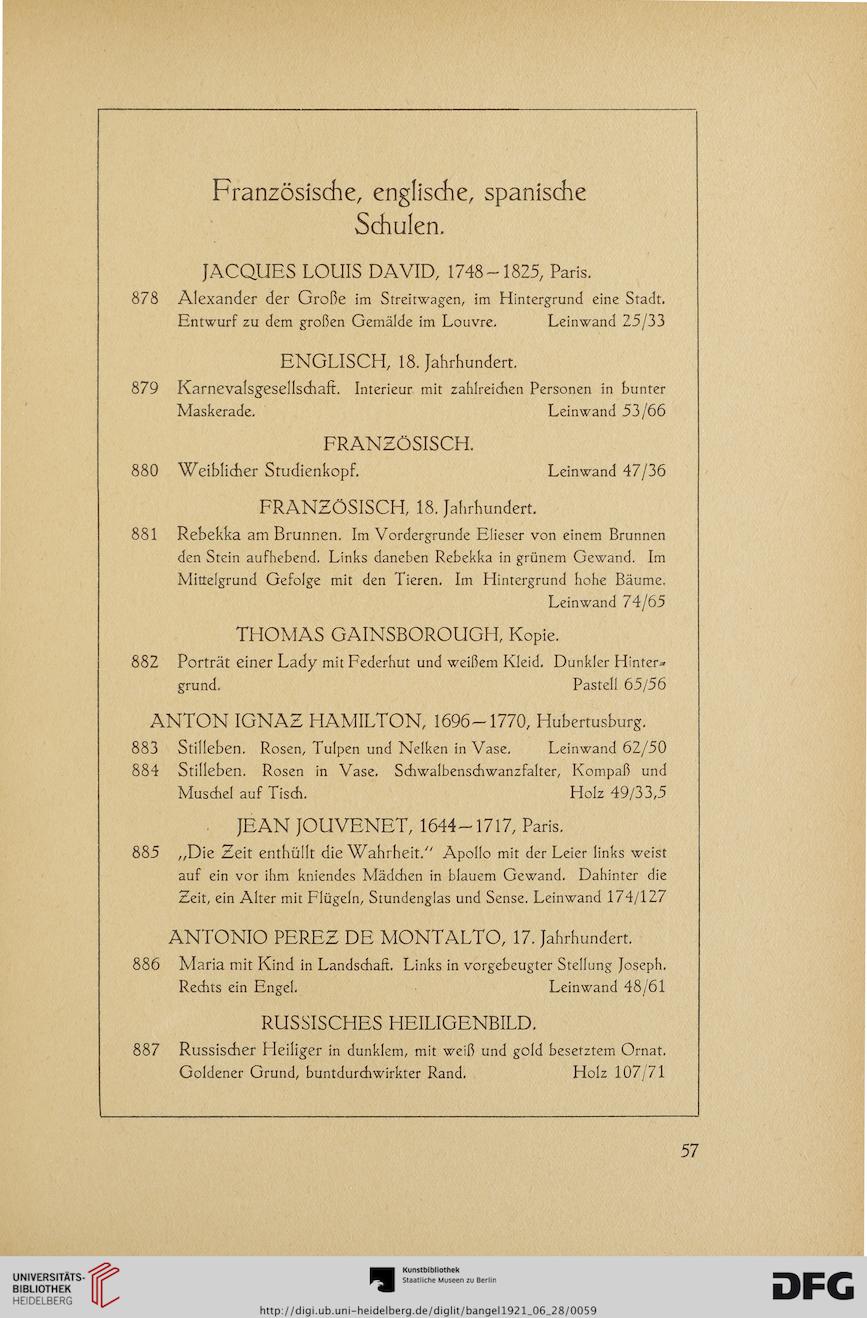 Französische, englische, spanische
Schulen.
JACQUES LOUIS DAVID, 1748–1825, Paris.
878 Alexander der Große im Streitwagen, im Hintergrund eine Stadt.
Entwurf zu dem großen Gemälde im Louvre. Leinwand 25/33
ENGLISCH, 18. Jahrhundert.
879 Karnevalsgesellschaft. Interieur mit zahlreichen Personen in bunter
Maskerade. Leinwand 53/66
FRANZÖSISCH.
880 Weiblicher Studienkopf. Leinwand 47/36
FRANZÖSISCH, 18. Jahrhundert.
881 Rebekka am Brunnen. Im Vordergrunde Elieser von einem Brunnen
den Stein aufhebend. Links daneben Rebekka in grünem Gewand. Im
Mittelgrund Gefolge mit den Tieren. Im Hintergrund hohe Bäume.
Leinwand 74/65
THOMAS GAINSBOROUGH, Kopie.
882 Porträt einer Lady mit Federhut und weißem Kleid. Dunkler Hinter-
grund. Pastell 65/56
ANTON IGNAZ HAMILTON, 1696–1770, Hubertusburg.
883 Stilleben. Rosen, Tulpen und Nelken in Vase. Leinwand 62/50
884 Stilleben. Rosen in Vase. Schwalbenschwanzfalter, Kompaß und
Muschel auf Tisch. Holz 49/33,5
JEAN JOUVENET, 1644–1717, Paris.
885 „Die Zeit enthüllt die Wahrheit." Apollo mit der Leier links weist
auf ein vor ihm kniendes Mädchen in blauem Gewand. Dahinter die
Zeit, ein Alter mit Flügeln, Stundenglas und Sense. Leinwand 174/127
ANTONIO PEREZ DE MONTALTO, 17. Jahrhundert.
886 Maria mit Kind in Landschaft. Links in vorgebeugter Stellung Joseph.
Rechts ein Engel. Leinwand 48/61
RUSSISCHES HEILIGENBILD.
887 Russischer Heiliger in dunklem, mit weiß und gold besetztem Ornat.
Goldener Grund, buntdurchwirkter Rand. Holz 107/71
57
UNIVERSITÄTS-
BIBLIOTHEK
HEIDELBERG
Kunstbibliothek
Staatliche Museen zu Berlin
DFG
http://digi.ub.uni-heidelberg.de/diglit/bangel1921_06_28/0059